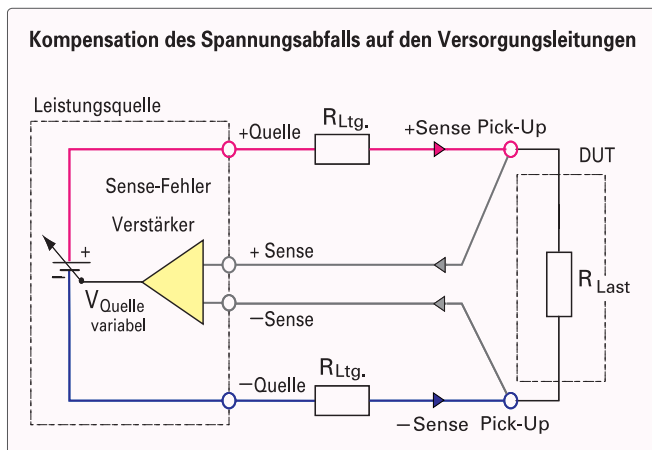 Kompensation des Spannungsabfalls auf den Versorgungsleitungen
Leistungsquelle
+Quelle
RLtg.
+Sense Pick-Up
DUT
Sense-Fehler
Verstärker
+ Sense
+
−
VQuelle
variabel
−Sense
RLast
−Quelle
RLtg.
−Sense Pick-Up